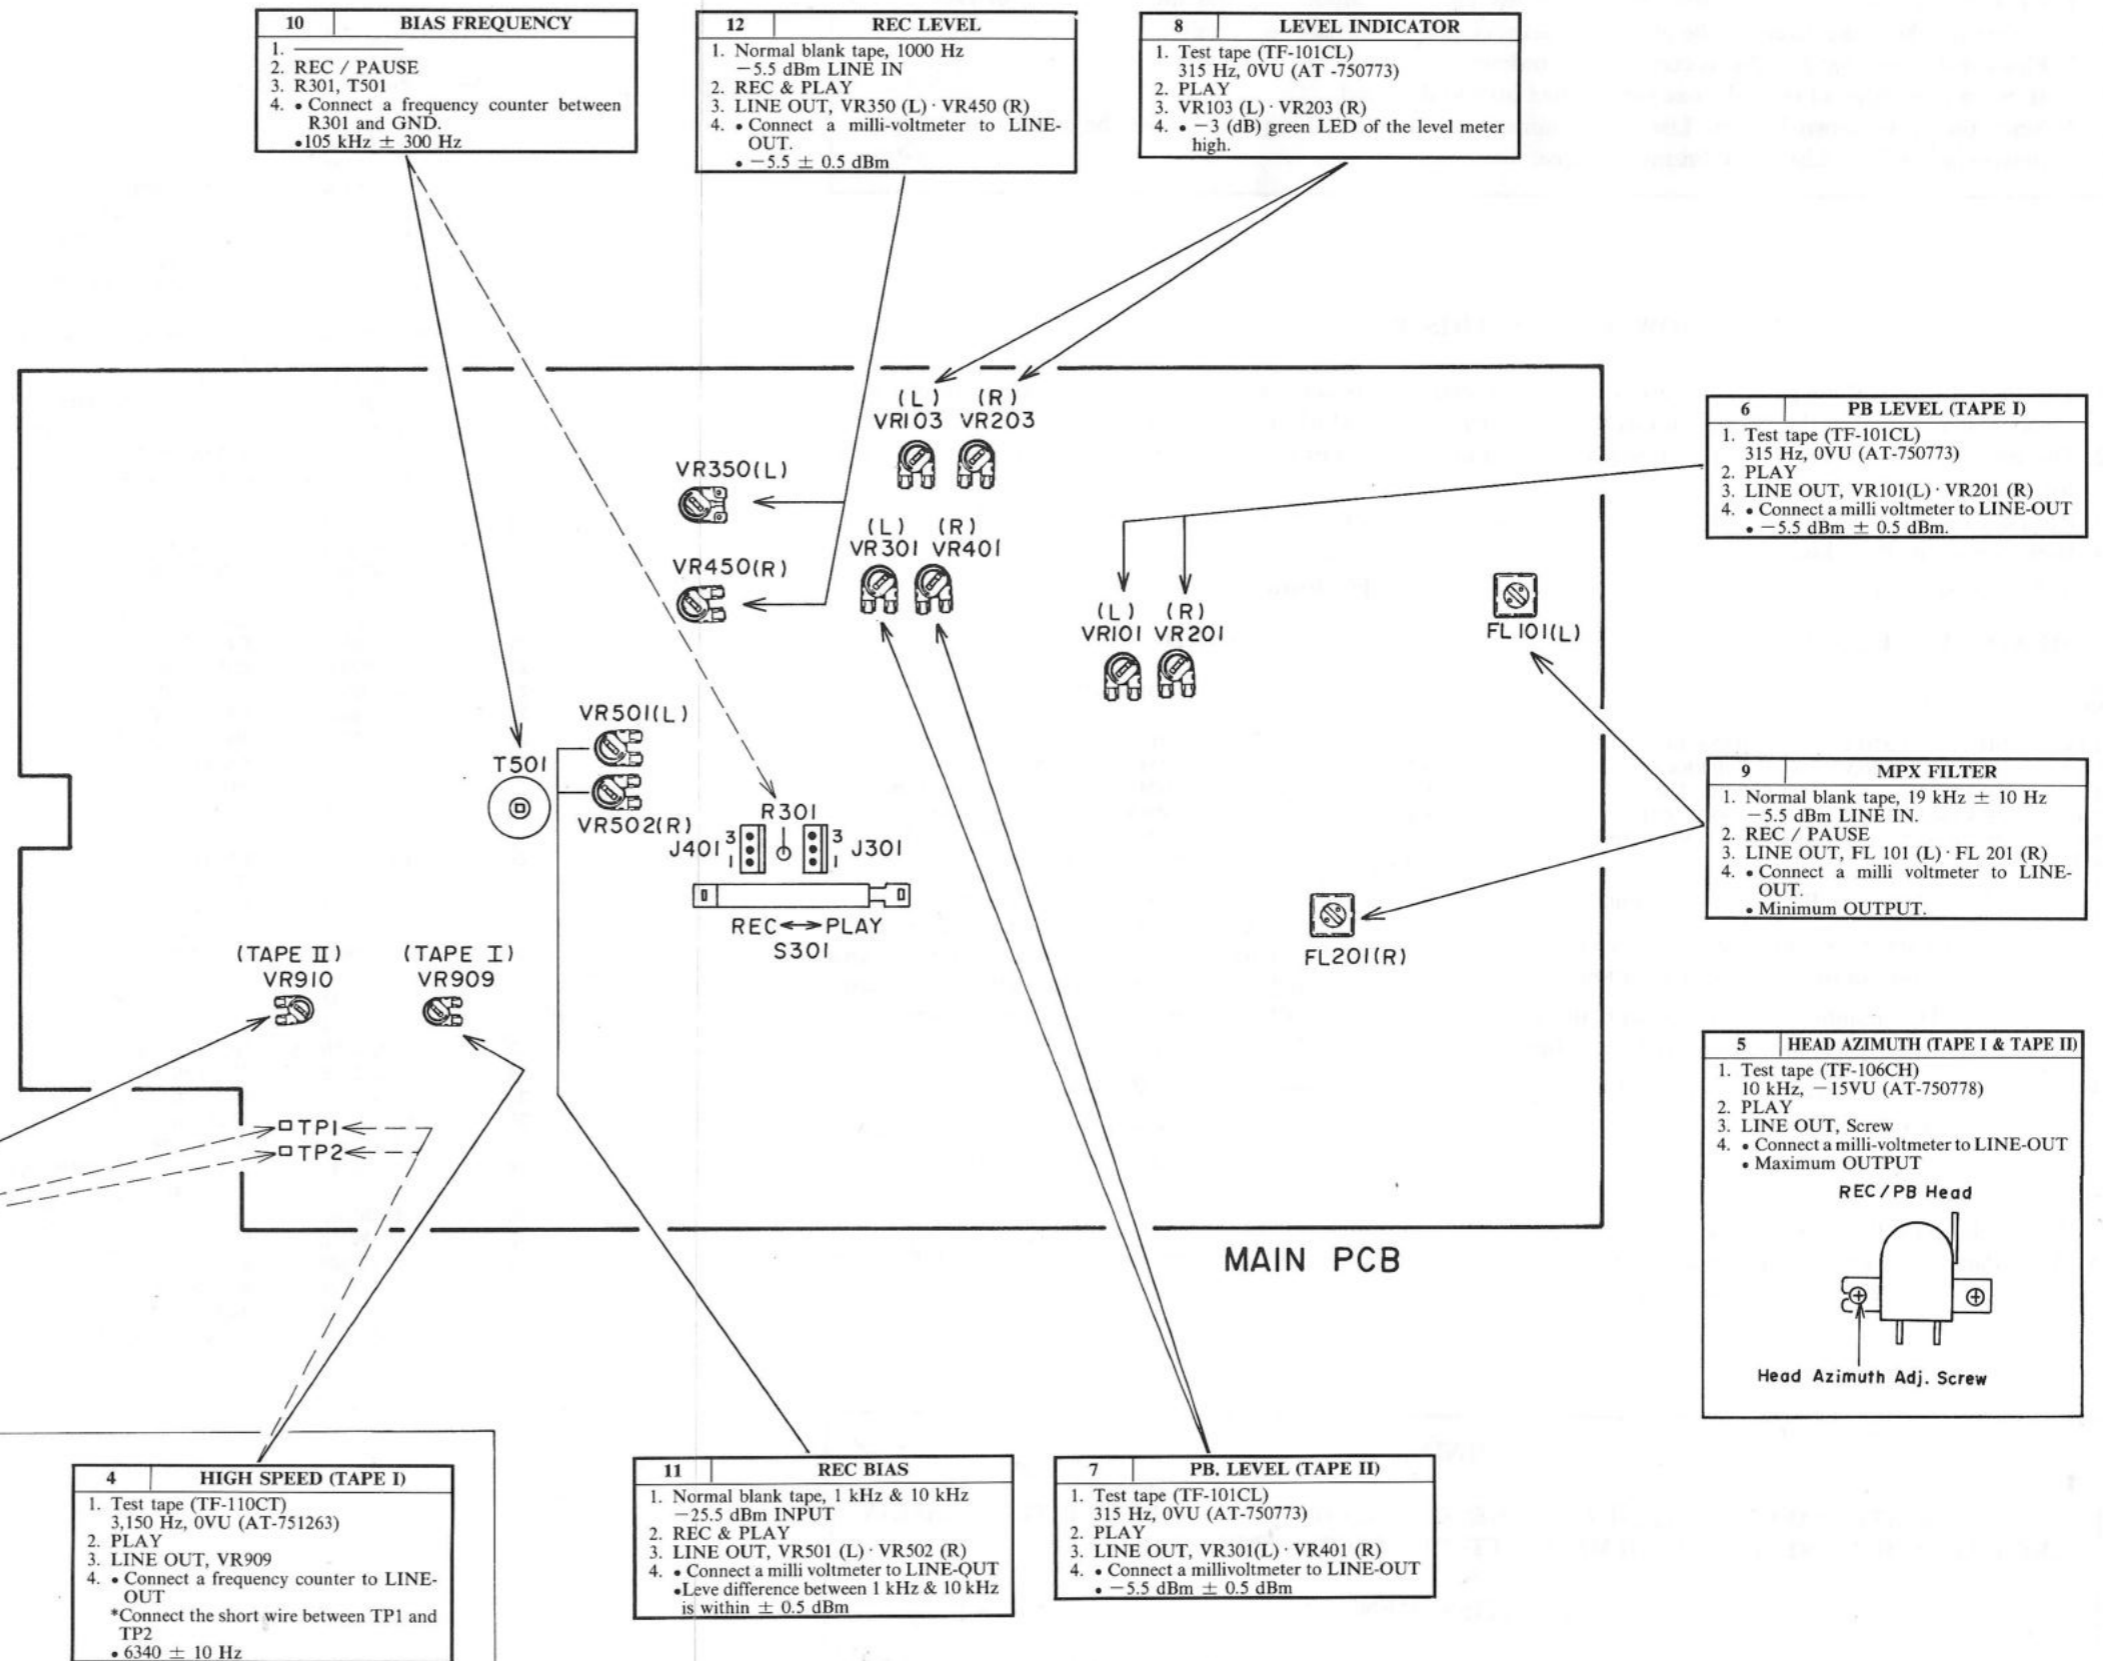 10 BIAS FREQUENCY
1. ————
2. REC / PAUSE
3. R301, T501
4. • Connect a frequency counter between
R301 and GND.
•105 kHz ± 300 Hz
12 REC LEVEL
1. Normal blank tape, 1000 Hz
−5.5 dBm LINE IN
2. REC & PLAY
3. LINE OUT, VR350 (L) · VR450 (R)
4. • Connect a milli-voltmeter to LINE-
OUT.
• −5.5 ± 0.5 dBm
8 LEVEL INDICATOR
1. Test tape (TF-101CL)
315 Hz, 0VU (AT -750773)
2. PLAY
3. VR103 (L) · VR203 (R)
4. • −3 (dB) green LED of the level meter
high.
(L) (R)
VR103 VR203
VR350(L)
(L) (R)
VR301 VR401
VR450(R)
6 PB LEVEL (TAPE I)
1. Test tape (TF-101CL)
315 Hz, 0VU (AT-750773)
2. PLAY
3. LINE OUT, VR101(L) · VR201 (R)
4. • Connect a milli voltmeter to LINE-OUT
• −5.5 dBm ± 0.5 dBm.
(L) (R)
VR101 VR201
FL101(L)
VR501(L)
T501
VR502(R)
R301
J401 3 1
3 1 J301
REC↔PLAY
S301
9 MPX FILTER
1. Normal blank tape, 19 kHz ± 10 Hz
−5.5 dBm LINE IN.
2. REC / PAUSE
3. LINE OUT, FL 101 (L) · FL 201 (R)
4. • Connect a milli voltmeter to LINE-
OUT.
• Minimum OUTPUT.
FL201(R)
(TAPE II) (TAPE I)
VR910 VR909
TP1
TP2
MAIN PCB
5 HEAD AZIMUTH (TAPE I & TAPE II)
1. Test tape (TF-106CH)
10 kHz, −15VU (AT-750778)
2. PLAY
3. LINE OUT, Screw
4. • Connect a milli-voltmeter to LINE-OUT
• Maximum OUTPUT
REC/PB Head
Head Azimuth Adj. Screw
4 HIGH SPEED (TAPE I)
1. Test tape (TF-110CT)
3,150 Hz, 0VU (AT-751263)
2. PLAY
3. LINE OUT, VR909
4. • Connect a frequency counter to LINE-
OUT
*Connect the short wire between TP1 and
TP2
• 6340 ± 10 Hz
11 REC BIAS
1. Normal blank tape, 1 kHz & 10 kHz
−25.5 dBm INPUT
2. REC & PLAY
3. LINE OUT, VR501 (L) · VR502 (R)
4. • Connect a milli voltmeter to LINE-OUT
•Leve difference between 1 kHz & 10 kHz
is within ± 0.5 dBm
7 PB. LEVEL (TAPE II)
1. Test tape (TF-101CL)
315 Hz, 0VU (AT-750773)
2. PLAY
3. LINE OUT, VR301(L) · VR401 (R)
4. • Connect a millivoltmeter to LINE-OUT
• −5.5 dBm ± 0.5 dBm